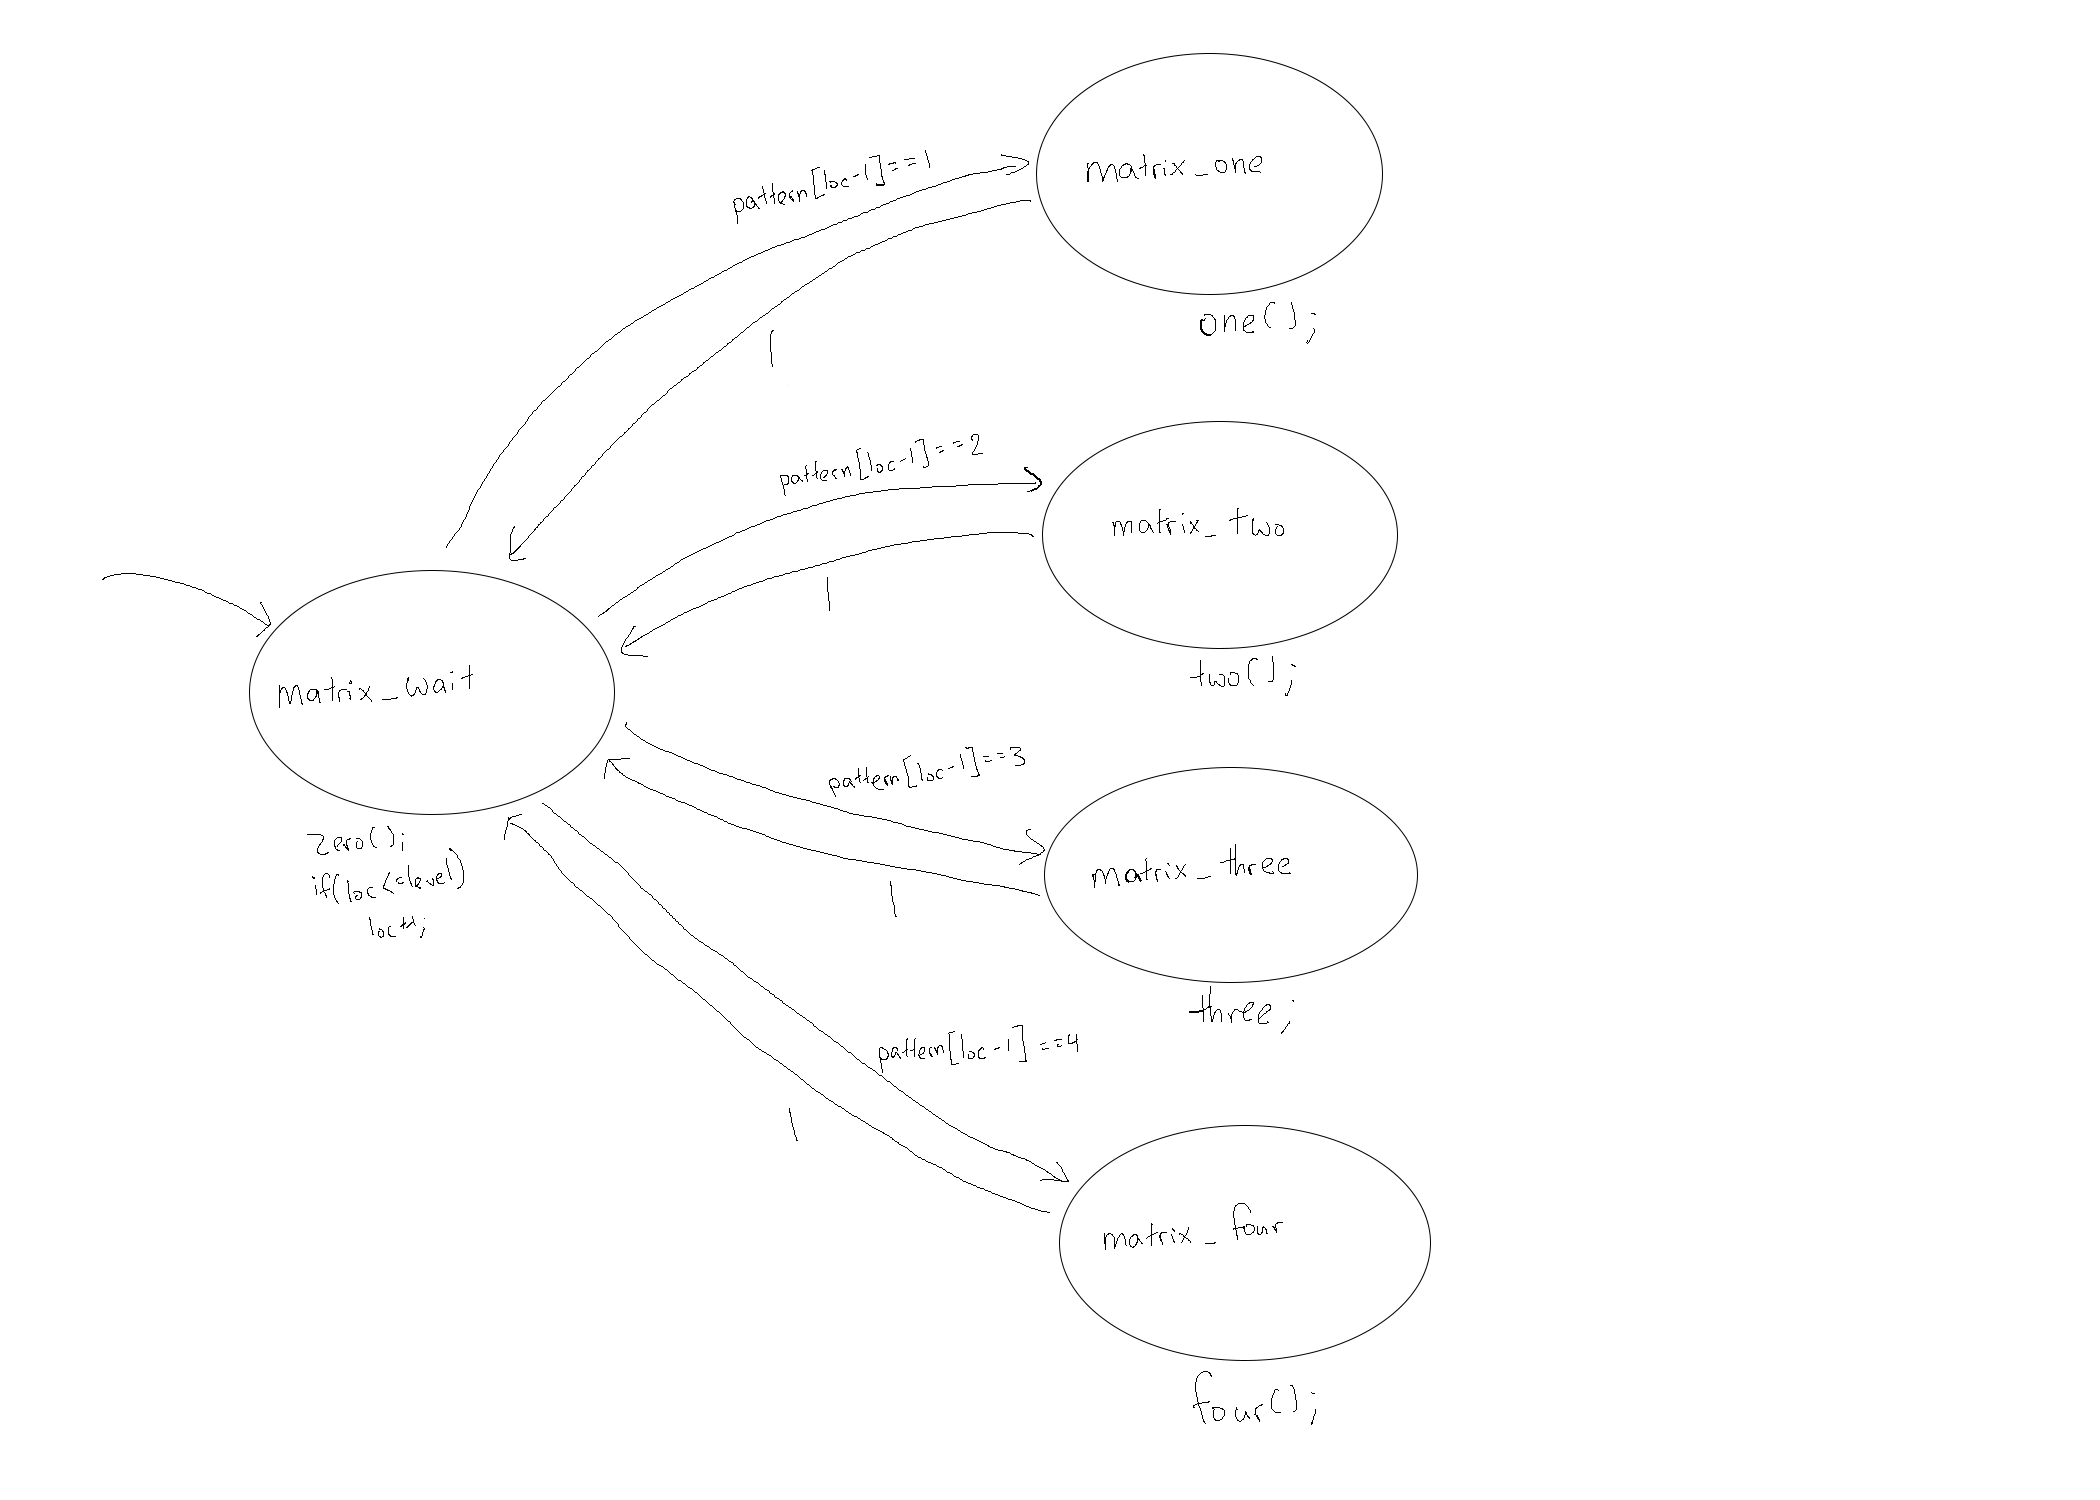 pattern[loc-1]==1
matrix_one
one();
1
pattern[loc-1]==2
matrix_two
1
two();
matrix_wait
zero();
if(loc<=level)
loc++;
pattern[loc-1]==3
matrix_three
1
three;
pattern[loc-1]==4
1
matrix_four
four();